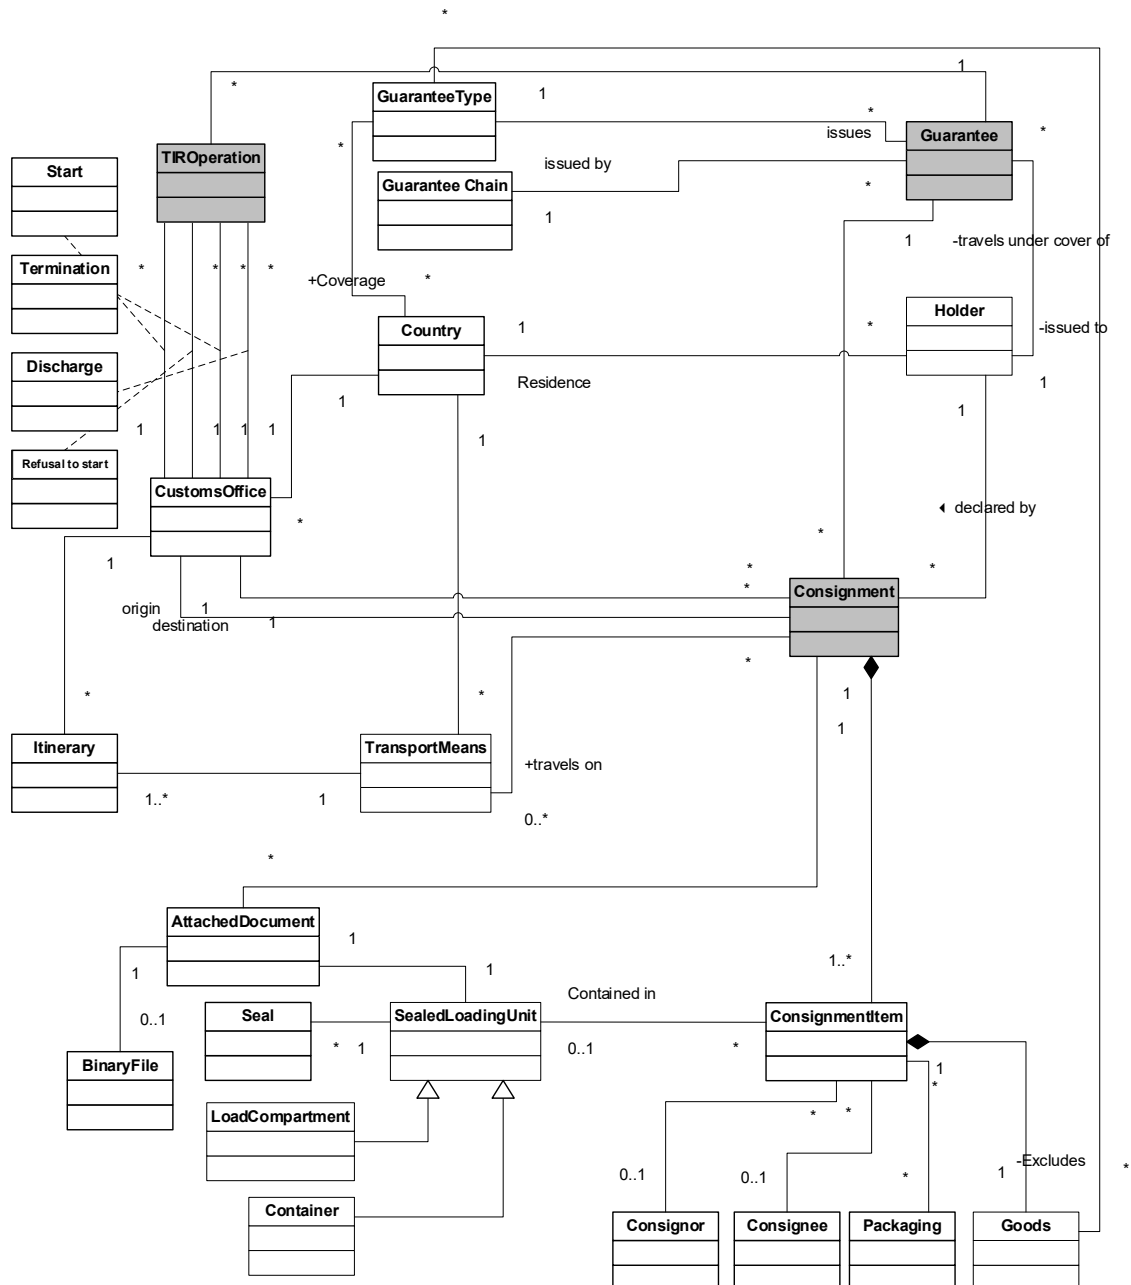 *
1
*
GuaranteeType
1
*
issues
Guarantee
*
*
TIROperation
Start
issued by
Guarantee Chain
*
1
1
-travels under cover of
Termination
*
*
*
*
+Coverage
*
Holder
Country
1
*
-issued to
Discharge
Residence
1
1
1
1
1
1
1
1
1
Refusal to start
CustomsOffice
*
declared by
*
1
*
*
*
Consignment
origin
1
destination
1
*
*
*
1
1
Itinerary
TransportMeans
+travels on
1..*
1
0..*
*
AttachedDocument
1
1
1
1..*
Contained in
0..1
Seal
SealedLoadingUnit
ConsignmentItem
*
1
0..1
*
BinaryFile
1
*
LoadCompartment
*
*
-Excludes
*
0..1
0..1
*
1
Container
Consignor
Consignee
Packaging
Goods